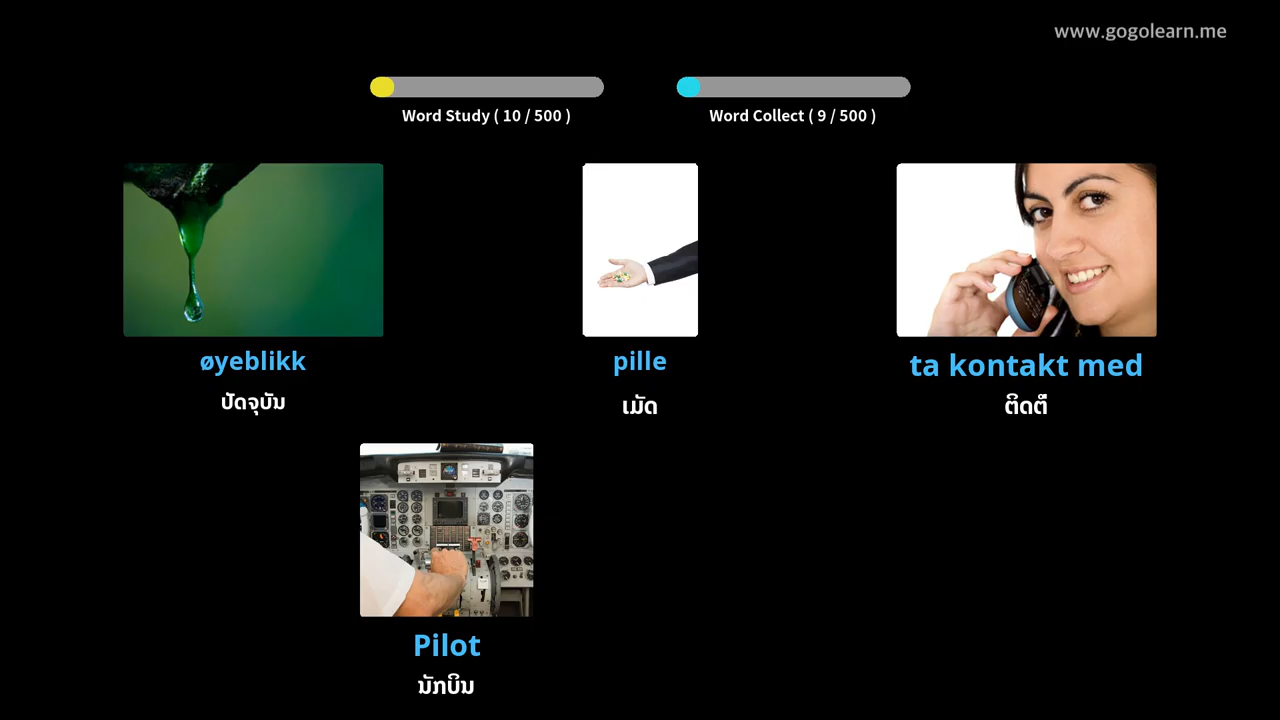 www.gogolearn.me
Word Study ( 10 / 500 )
Word Collect ( 9 / 500 )
øyeblikk
ປັດຈຸບັນ
pille
ເມັດ
ta kontakt med
ຕິດຕໍ່
Pilot
ນັກບິນ